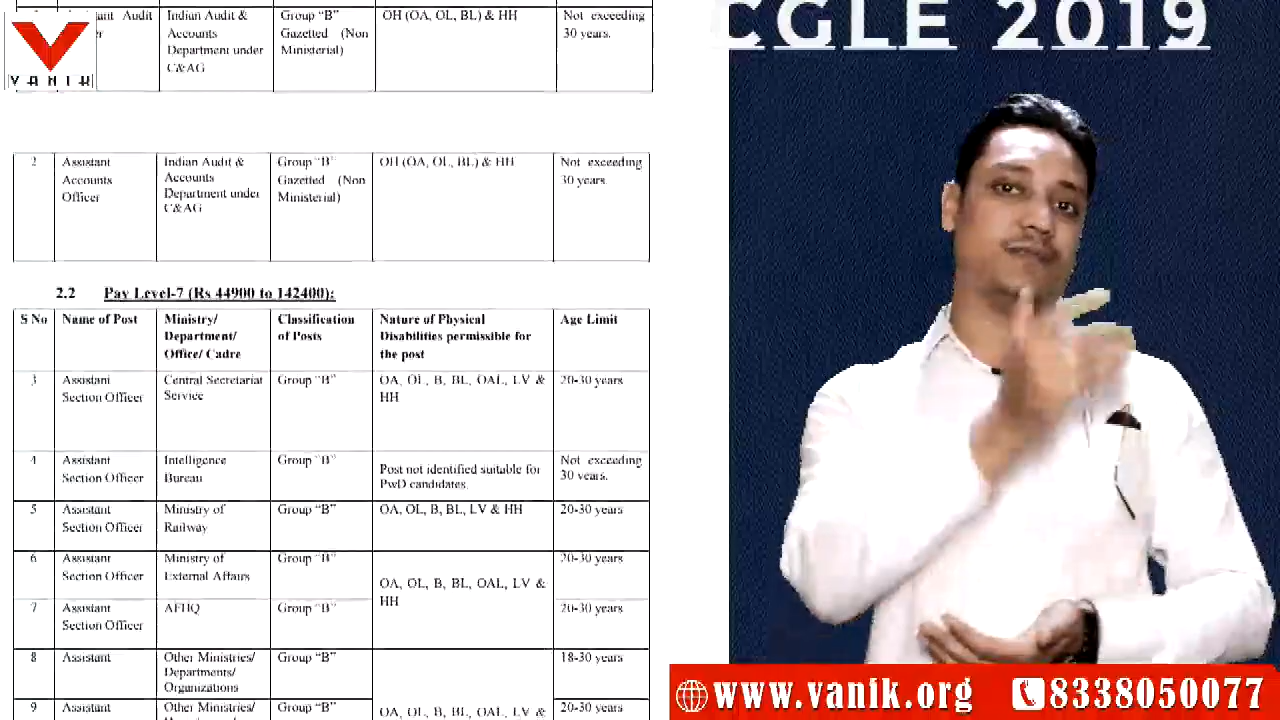 Assistant Audit
Indian Audit &
Accounts
Department under
C&AG
Group "B"
Gazetted (Non
Ministerial)
OH (OA, OL, BL) & HH
Not exceeding
30 years.
VANIK
2
Assistant
Accounts
Officer
Indian Audit &
Accounts
Department under
C&AG
Group "B"
Gazetted (Non
Ministerial)
OH (OA, OL, BL) & HH
Not exceeding
30 years.
2.2 Pay Level-7 (Rs 44900 to 142400):
S No
Name of Post
Ministry/
Department/
Office/ Cadre
Classification
of Posts
Nature of Physical
Disabilities permissible for
the post
Age Limit
3
Assistant
Section Officer
Central Secretariat
Service
Group "B"
OA, OL, B, BL, OAL, LV &
HH
20-30 years
4
Assistant
Section Officer
Intelligence
Bureau
Group "B"
Post not identified suitable for
PwD candidates.
Not exceeding
30 years.
5
Assistant
Section Officer
Ministry of
Railway
Group "B"
OA, OL, B, BL, LV & HH
20-30 years
6
Assistant
Section Officer
Ministry of
External Affairs
Group "B"
OA, OL, B, BL, OAL, LV &
HH
20-30 years
7
Assistant
Section Officer
AFHQ
Group "B"
20-30 years
8
Assistant
Other Ministries/
Departments/
Organizations
Group "B"
18-30 years
9
Assistant
Other Ministries/
Group "B"
OA, OL, B, BL, OAL, LV &
20-30 years
CGLE 2019
www.vanik.org
8338050077